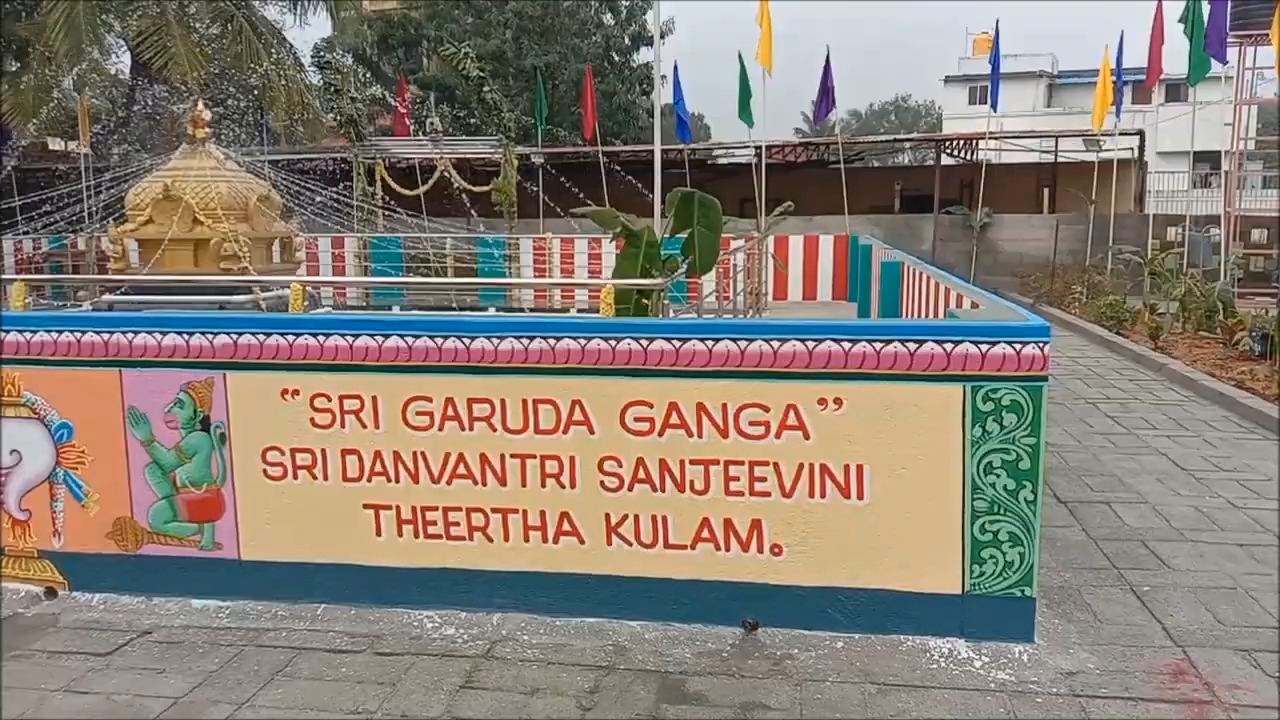 “SRI GARUDA GANGA”
SRI DANVANTRI SANJEEVINI
THEERTHA KULAM.